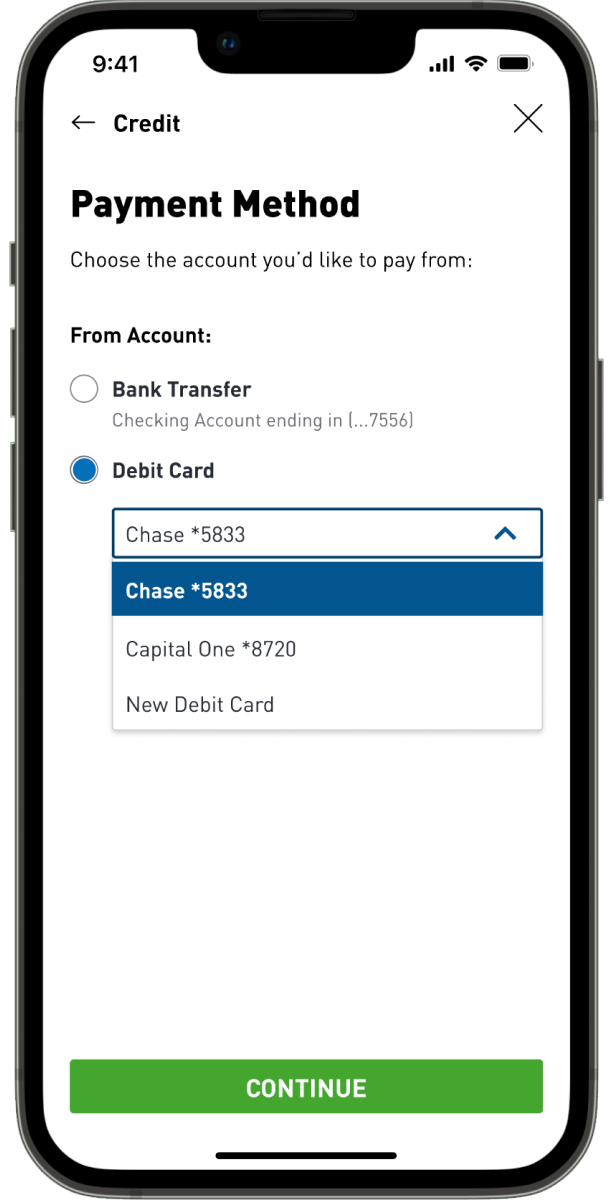 9:41
Credit
Payment Method
Choose the account you’d like to pay from:
From Account:
Bank Transfer
Checking Account ending in (...7556)
Debit Card
Chase *5833
Chase *5833
Capital One *8720
New Debit Card
CONTINUE